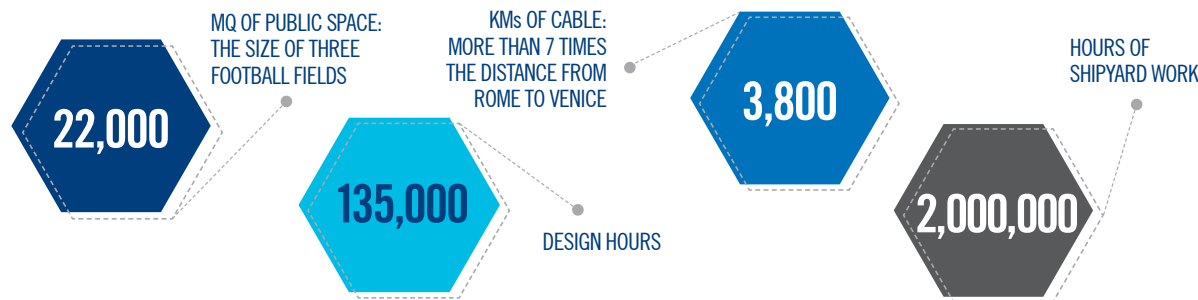 22,000
MQ OF PUBLIC SPACE:
THE SIZE OF THREE
FOOTBALL FIELDS
135,000
DESIGN HOURS
KMs OF CABLE:
MORE THAN 7 TIMES
THE DISTANCE FROM
ROME TO VENICE
3,800
HOURS OF
SHIPYARD WORK
2,000,000